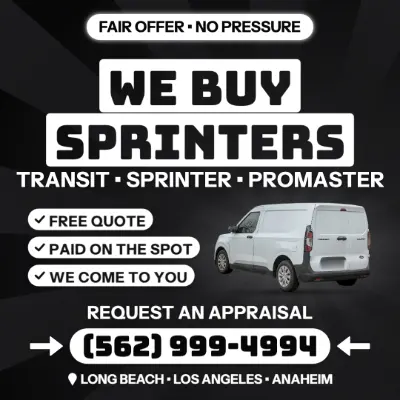 FAIR OFFER • NO PRESSURE
WE BUY
SPRINTERS
TRANSIT • SPRINTER • PROMASTER
FREE QUOTE
PAID ON THE SPOT
WE COME TO YOU
REQUEST AN APPRAISAL
(562) 999-4994
LONG BEACH • LOS ANGELES • ANAHEIM